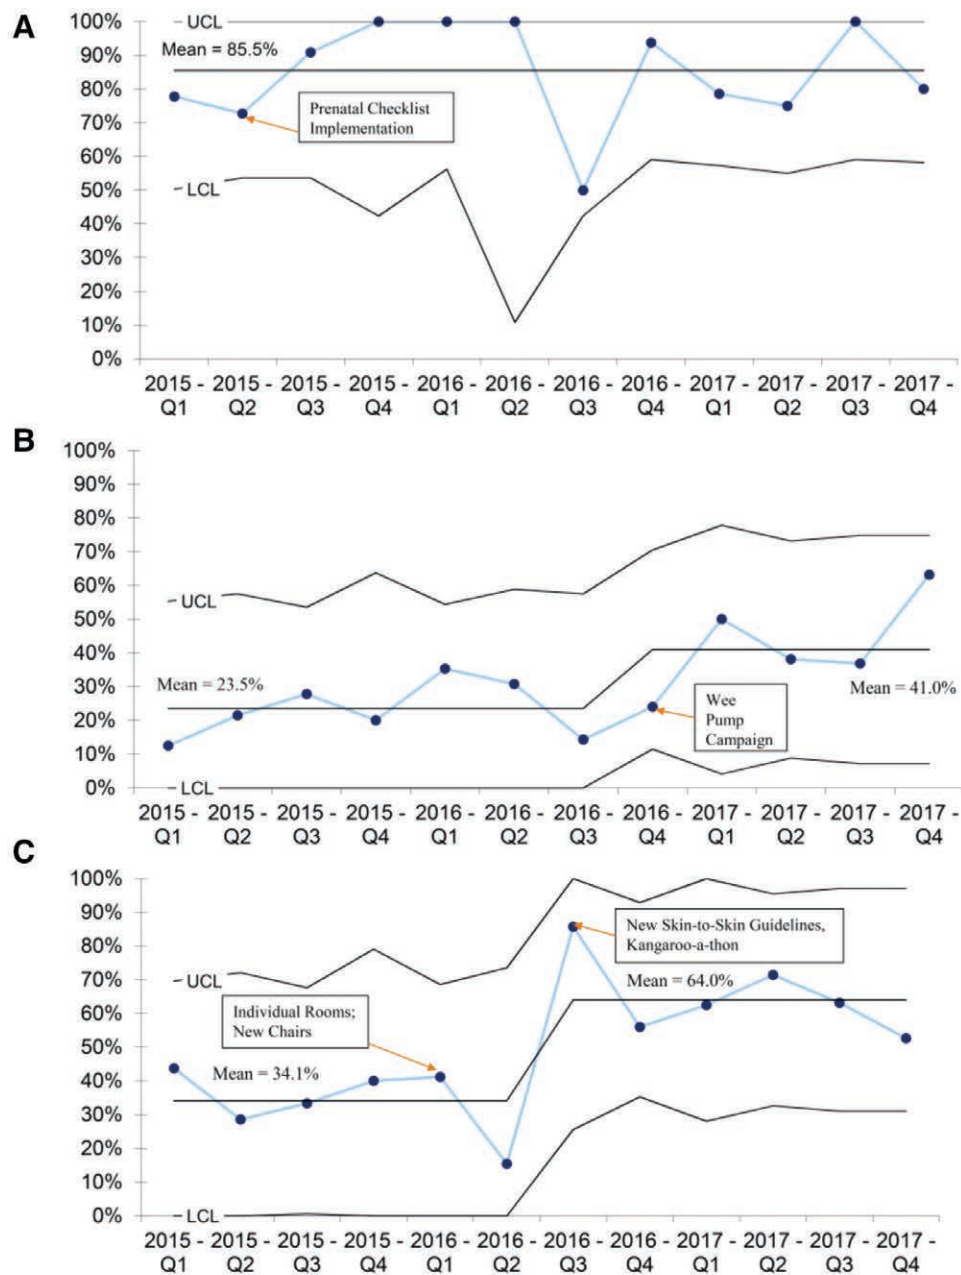 A
100%
UCL
90%
Mean = 85.5%
80%
Prenatal Checklist
Implementation
70%
60%
50%
LCL
40%
30%
20%
10%
0%
2015 - 2015 - 2015 - 2015 - 2016 - 2016 - 2016 - 2016 - 2017 - 2017 - 2017 - 2017 -
Q1 Q2 Q3 Q4 Q1 Q2 Q3 Q4 Q1 Q2 Q3 Q4
B
100%
90%
80%
70%
60%
UCL
50%
40%
30%
Mean = 23.5%
Mean = 41.0%
Wee
Pump
Campaign
20%
10%
0%
LCL
2015 - 2015 - 2015 - 2015 - 2016 - 2016 - 2016 - 2016 - 2017 - 2017 - 2017 - 2017 -
Q1 Q2 Q3 Q4 Q1 Q2 Q3 Q4 Q1 Q2 Q3 Q4
C
100%
90%
New Skin-to-Skin Guidelines,
Kangaroo-a-thon
80%
70%
UCL
Mean = 64.0%
60%
Individual Rooms;
New Chairs
50%
40%
Mean = 34.1%
30%
20%
10%
0%
LCL
2015 - 2015 - 2015 - 2015 - 2016 - 2016 - 2016 - 2016 - 2017 - 2017 - 2017 - 2017 -
Q1 Q2 Q3 Q4 Q1 Q2 Q3 Q4 Q1 Q2 Q3 Q4